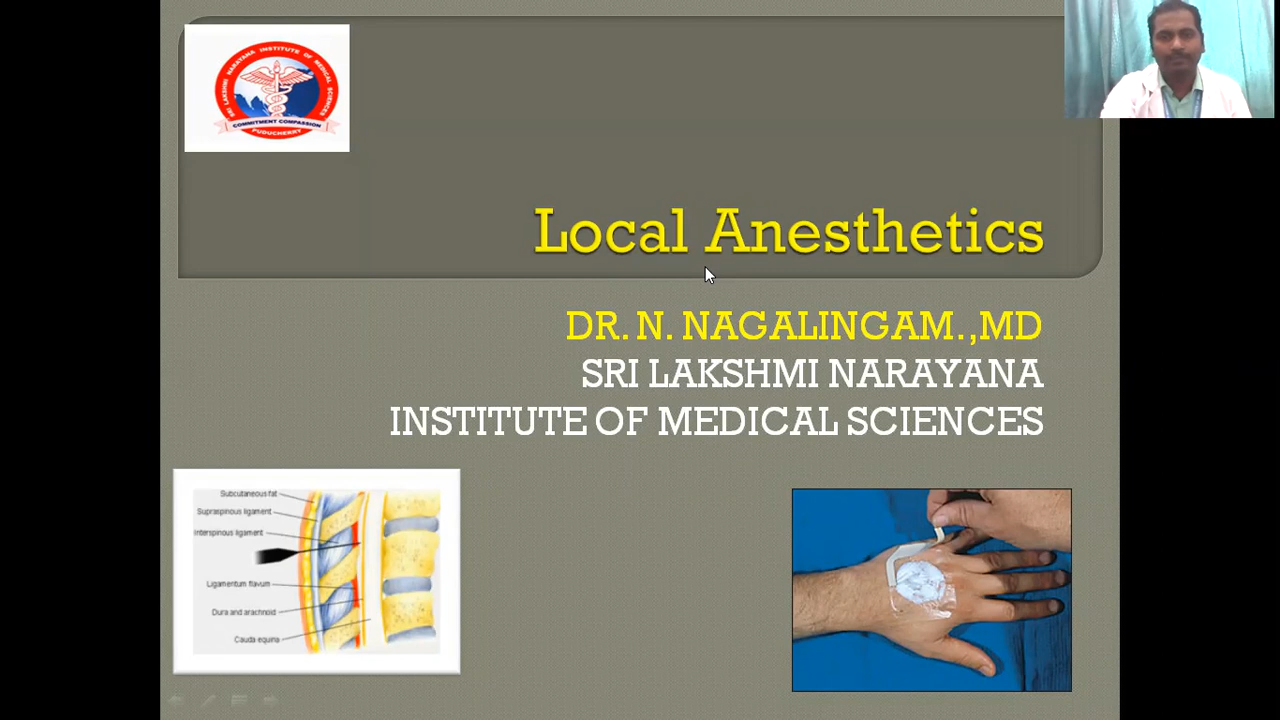 SRI LAKSHMI NARAYANA INSTITUTE OF MEDICAL SCIENCES
COMMITMENT COMPASSION
PUDUCHERRY
Local Anesthetics
DR. N. NAGALINGAM.,MD
SRI LAKSHMI NARAYANA
INSTITUTE OF MEDICAL SCIENCES
Subcutaneous fat
Supraspinous ligament
Interspinous ligament
Ligamentum flavum
Dura and arachnoid
Cauda equina